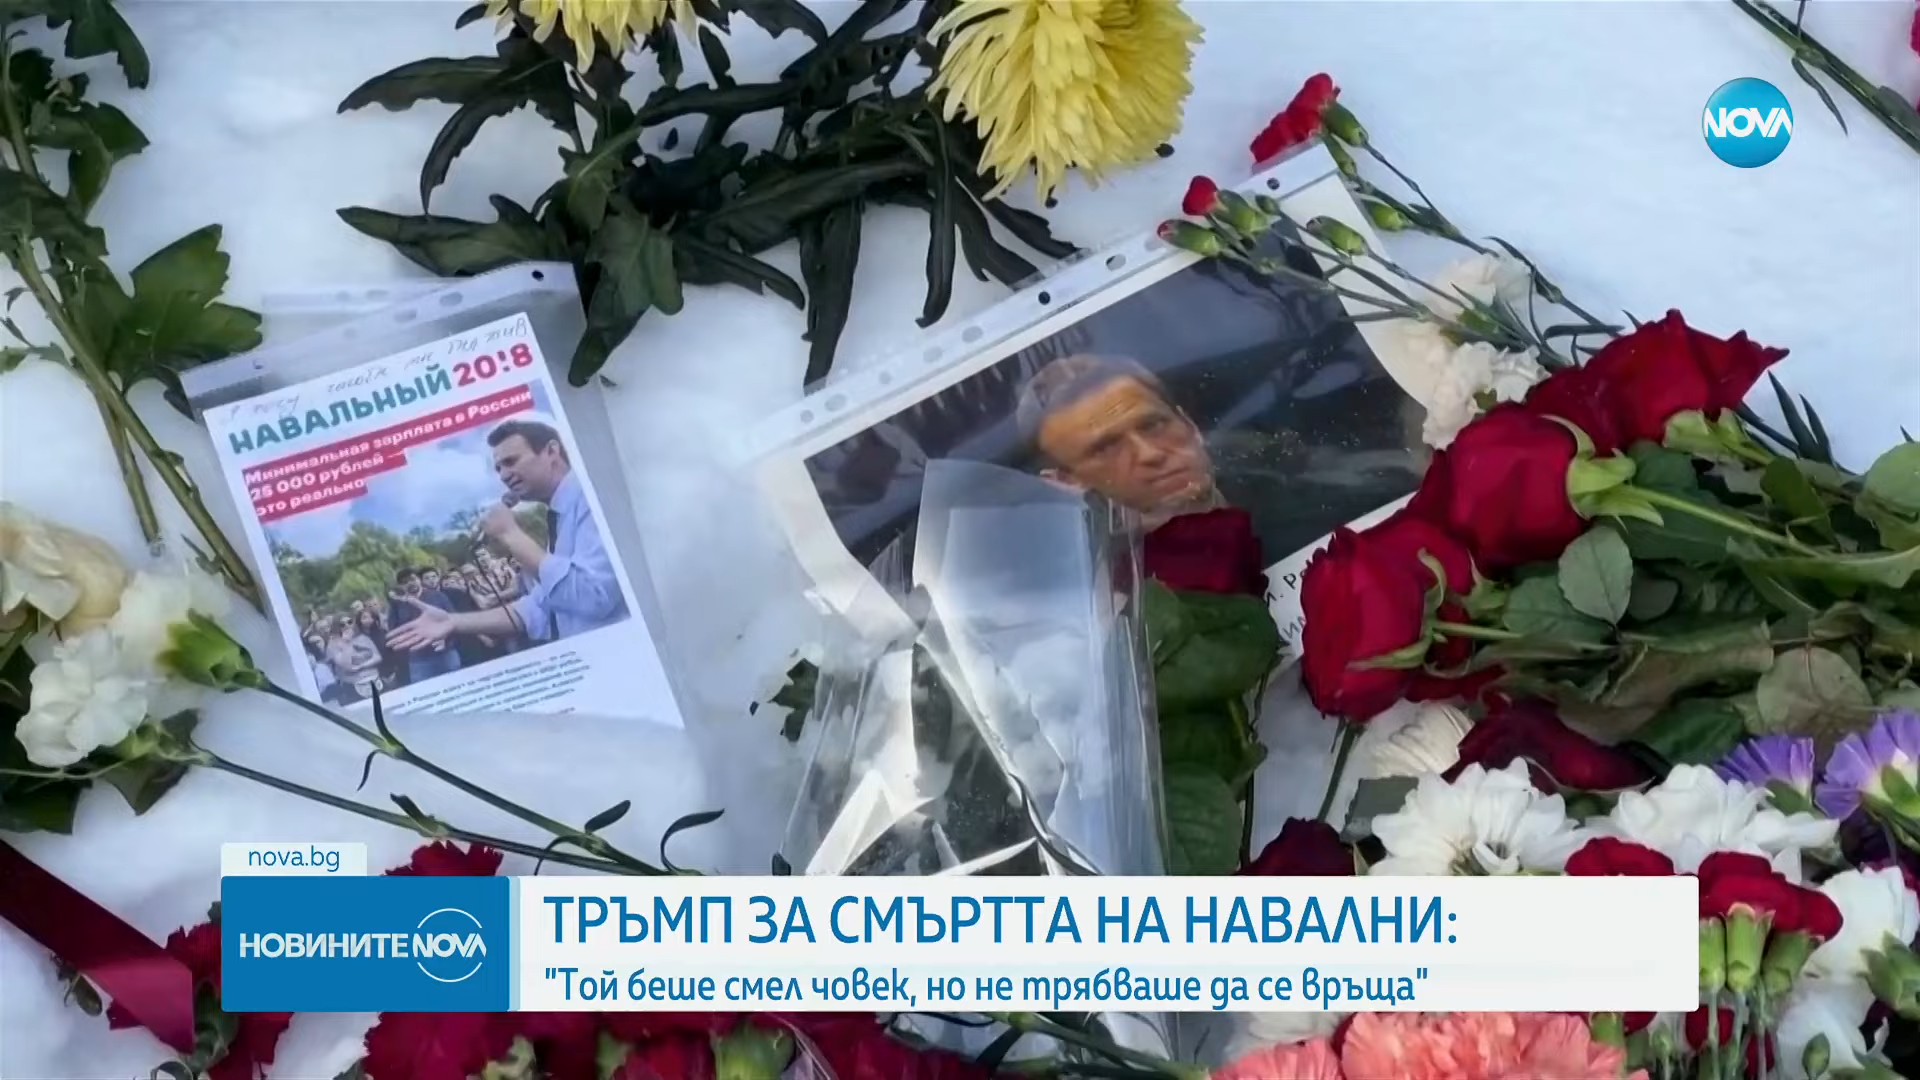 NOVA
НАВАЛЬНЫЙ 20!8
Минимальная зарплата в России
25 000 рублей —
это реально
nova.bg
НОВИНИТЕ NOVA
ТРЪМП ЗА СМЪРТТА НА НАВАЛНИ:
"Той беше смел човек, но не трябваше да се връща"